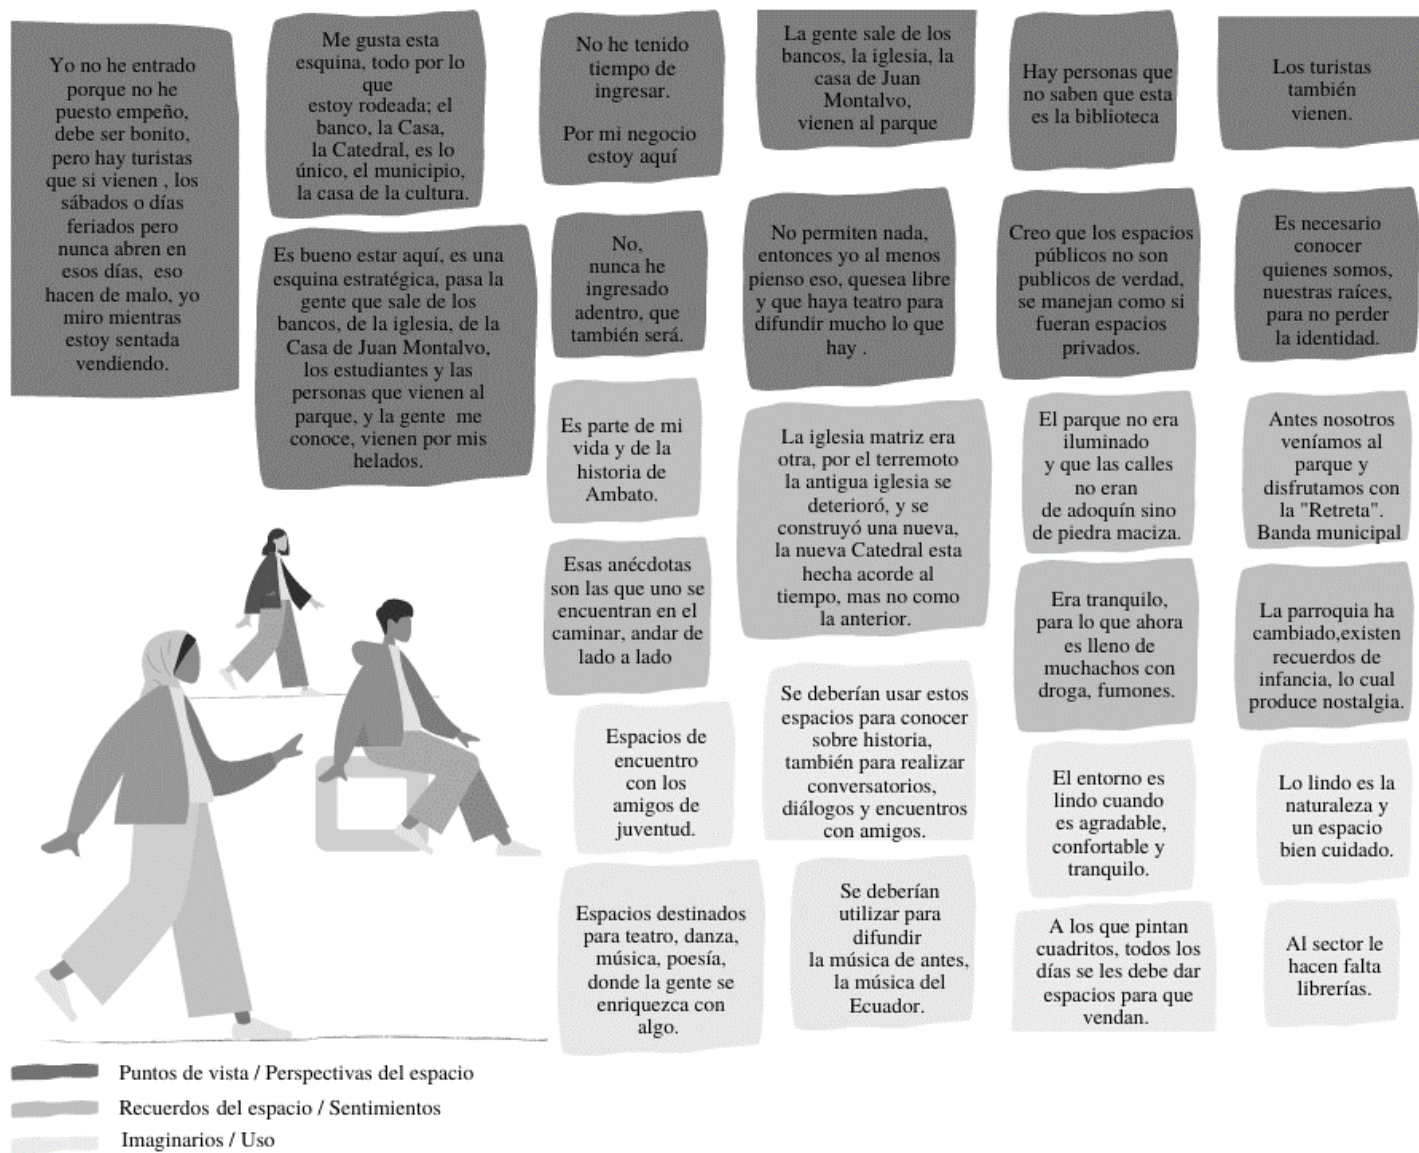 Yo no he entrado
porque no he
puesto empeño,
debe ser bonito,
pero hay turistas
que si vienen , los
sábados o días
feriados pero
nunca abren en
esos días, eso
hacen de malo, yo
miro mientras
estoy sentada
vendiendo.
Me gusta esta
esquina, todo por lo
que
estoy rodeada; el
banco, la Casa,
la Catedral, es lo
único, el municipio,
la casa de la cultura.
Es bueno estar aquí, es una
esquina estratégica, pasa la
gente que sale de los
bancos, de la iglesia, de la
Casa de Juan Montalvo,
los estudiantes y las
personas que vienen al
parque, y la gente me
conoce, vienen por mis
helados.
No he tenido
tiempo de
ingresar.
Por mi negocio
estoy aquí
No,
nunca he
ingresado
adentro, que
también será.
Es parte de mi
vida y de la
historia de
Ambato.
Esas anécdotas
son las que uno se
encuentran en el
caminar, andar de
lado a lado
Espacios de
encuentro
con los
amigos de
juventud.
Espacios destinados
para teatro, danza,
música, poesía,
donde la gente se
enriquezca con
algo.
La gente sale de los
bancos, la iglesia, la
casa de Juan
Montalvo,
vienen al parque
No permiten nada,
entonces yo al menos
pienso eso, quesea libre
y que haya teatro para
difundir mucho lo que
hay .
La iglesia matriz era
otra, por el terremoto
la antigua iglesia se
deterioró, y se
construyó una nueva,
la nueva Catedral esta
hecha acorde al
tiempo, mas no como
la anterior.
Se deberían usar estos
espacios para conocer
sobre historia,
también para realizar
conversatorios,
diálogos y encuentros
con amigos.
Se deberían
utilizar para
difundir
la música de antes,
la música del
Ecuador.
Hay personas que
no saben que esta
es la biblioteca
Creo que los espacios
públicos no son
publicos de verdad,
se manejan como si
fueran espacios
privados.
El parque no era
iluminado
y que las calles
no eran
de adoquín sino
de piedra maciza.
Era tranquilo,
para lo que ahora
es lleno de
muchachos con
droga, fumones.
El entorno es
lindo cuando
es agradable,
confortable y
tranquilo.
A los que pintan
cuadritos, todos los
días se les debe dar
espacios para que
vendan.
Los turistas
también
vienen.
Es necesario
conocer
quienes somos,
nuestras raíces,
para no perder
la identidad.
Antes nosotros
veníamos al
parque y
disfrutamos con
la "Retreta".
Banda municipal
La parroquia ha
cambiado,existen
recuerdos de
infancia, lo cual
produce nostalgia.
Lo lindo es la
naturaleza y
un espacio
bien cuidado.
Al sector le
hacen falta
librerías.
Puntos de vista / Perspectivas del espacio
Recuerdos del espacio / Sentimientos
Imaginarios / Uso